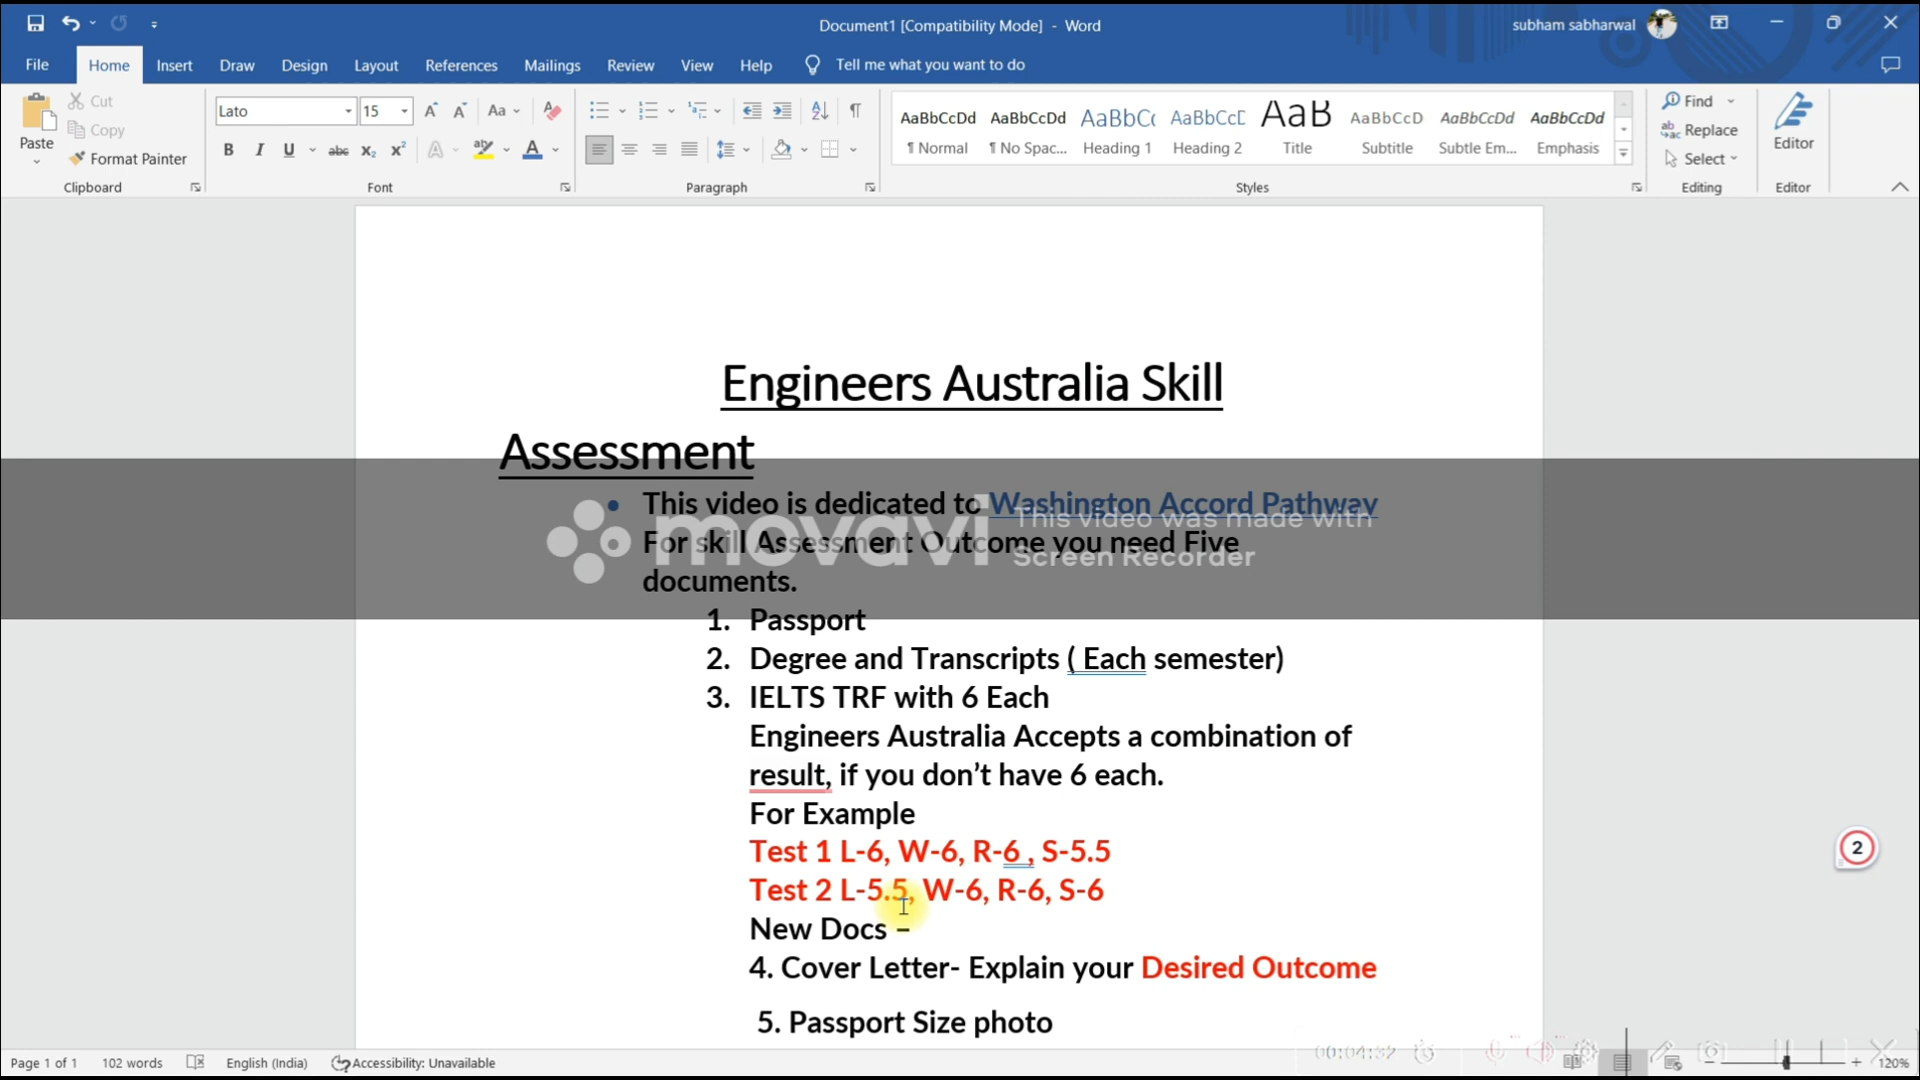 Document1 [Compatibility Mode] - Word
subham sabharwal
File Home Insert Draw Design Layout References Mailings Review View Help Tell me what you want to do
Paste
Cut
Copy
Format Painter
Clipboard
Lato 15
Font
Paragraph
AaBbCcDd AaBbCcDd AaBbCc AaBbCcD AaB AaBbCcD AaBbCcDd AaBbCcDd
¶ Normal ¶ No Spac... Heading 1 Heading 2 Title Subtitle Subtle Em... Emphasis
Styles
Find
Replace
Select
Editing
Editor
Editor
Engineers Australia Skill
Assessment
• This video is dedicated to Washington Accord Pathway
For skill Assessment Outcome you need Five
documents.
movavi
This video was made with
Screen Recorder
1. Passport
2. Degree and Transcripts ( Each semester)
3. IELTS TRF with 6 Each
Engineers Australia Accepts a combination of
result, if you don’t have 6 each.
For Example
Test 1 L-6, W-6, R-6 , S-5.5
Test 2 L-5.5, W-6, R-6, S-6
New Docs –
4. Cover Letter- Explain your Desired Outcome
5. Passport Size photo
2
Page 1 of 1 102 words English (India) Accessibility: Unavailable
00:04:32
120%